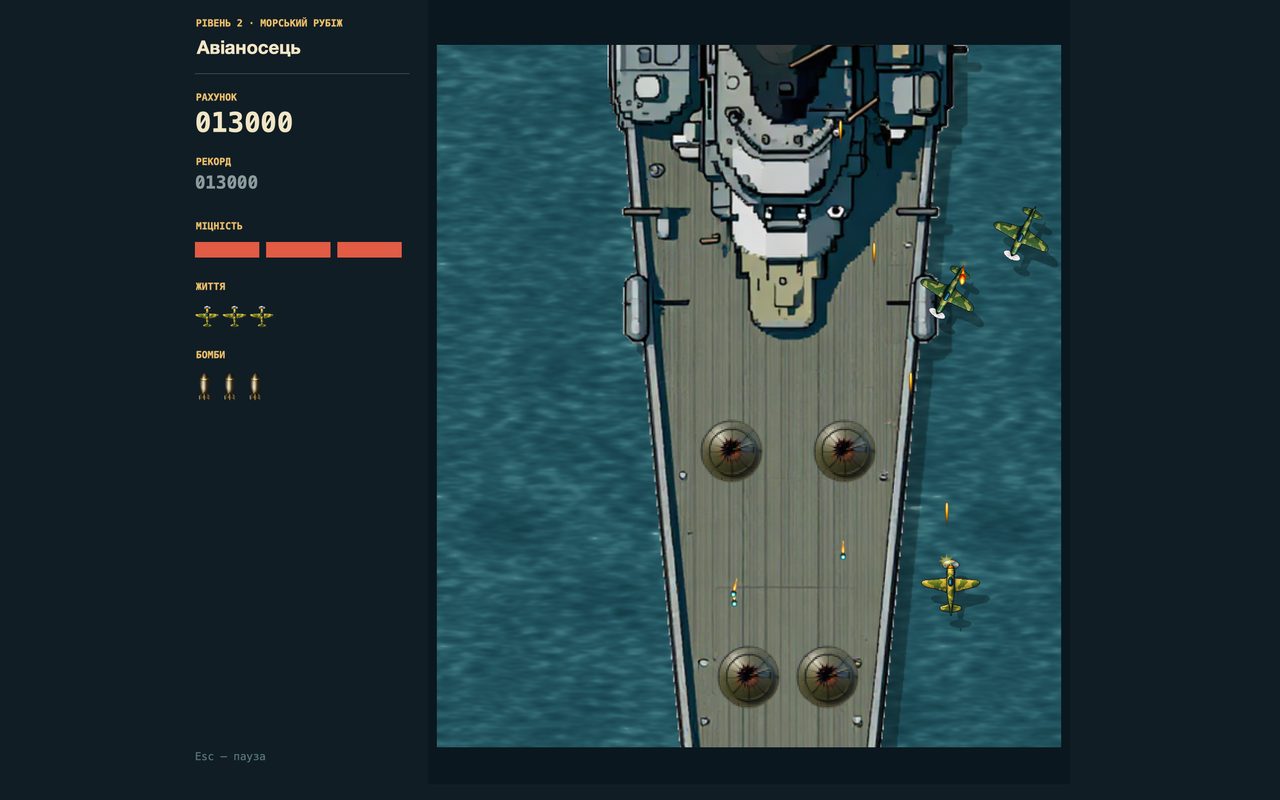 РІВЕНЬ 2 · МОРСЬКИЙ РУБІЖ
Авіаносець
РАХУНОК
013000
РЕКОРД
013000
МІЦНІСТЬ
ЖИТТЯ
БОМБИ
Esc — пауза